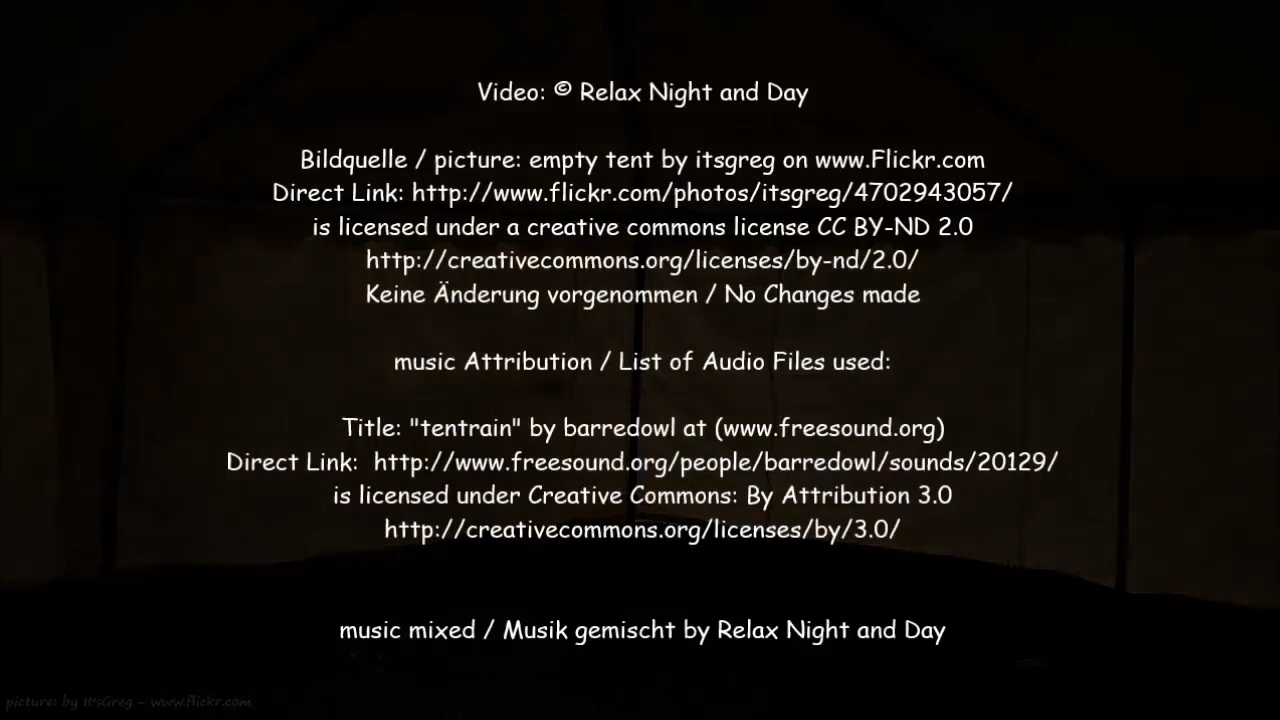 Video: © Relax Night and Day
Bildquelle / picture: empty tent by itsgreg on www.Flickr.com
Direct Link: http://www.flickr.com/photos/itsgreg/4702943057/
is licensed under a creative commons license CC BY-ND 2.0
http://creativecommons.org/licenses/by-nd/2.0/
Keine Änderung vorgenommen / No Changes made
music Attribution / List of Audio Files used:
Title: "tentrain" by barredowl at (www.freesound.org)
Direct Link:  http://www.freesound.org/people/barredowl/sounds/20129/
is licensed under Creative Commons: By Attribution 3.0
http://creativecommons.org/licenses/by/3.0/
music mixed / Musik gemischt by Relax Night and Day
picture: by It'sGreg - www.flickr.com